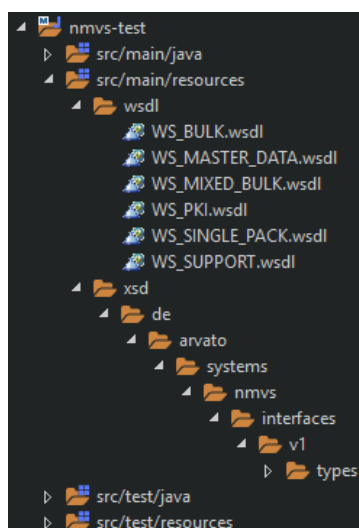 nmvs-test
src/main/java
src/main/resources
wsdl
WS_BULK.wsdl
WS_MASTER_DATA.wsdl
WS_MIXED_BULK.wsdl
WS_PKI.wsdl
WS_SINGLE_PACK.wsdl
WS_SUPPORT.wsdl
xsd
de
arvato
systems
nmvs
interfaces
v1
types
src/test/java
src/test/resources